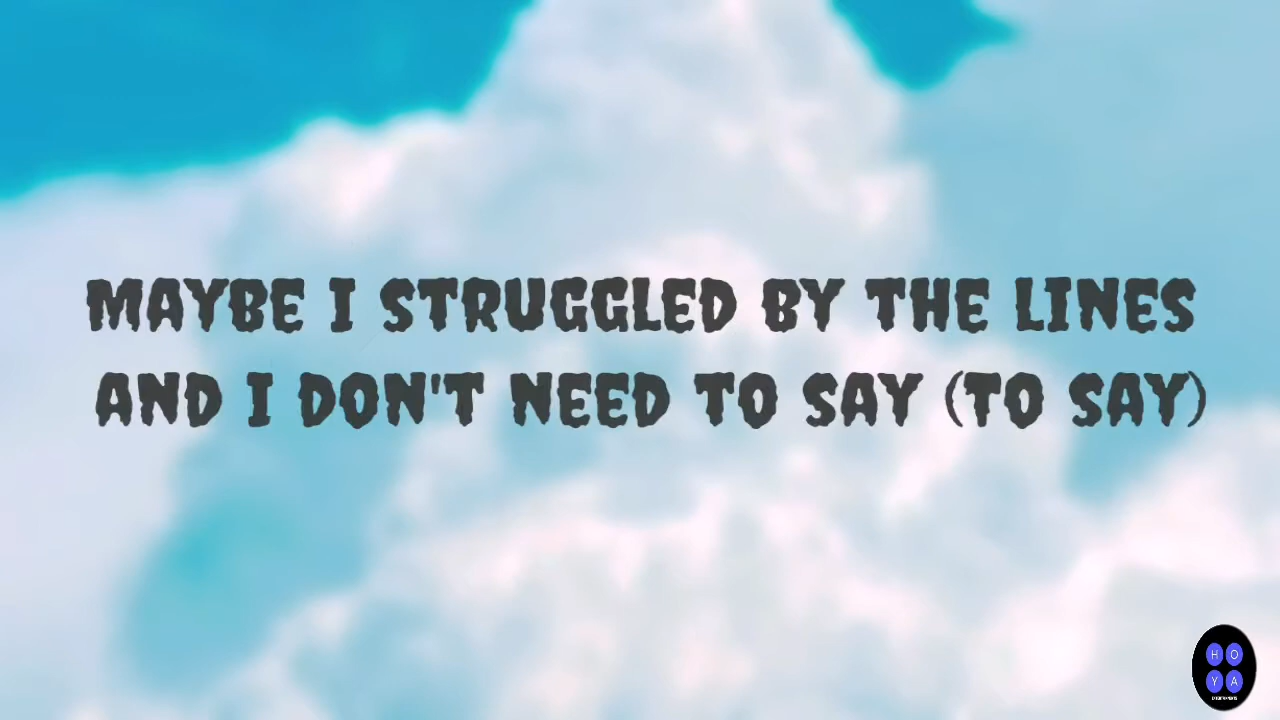 MAYBE I STRUGGLED BY THE LINES
AND I DON'T NEED TO SAY (TO SAY)
H O
Y A